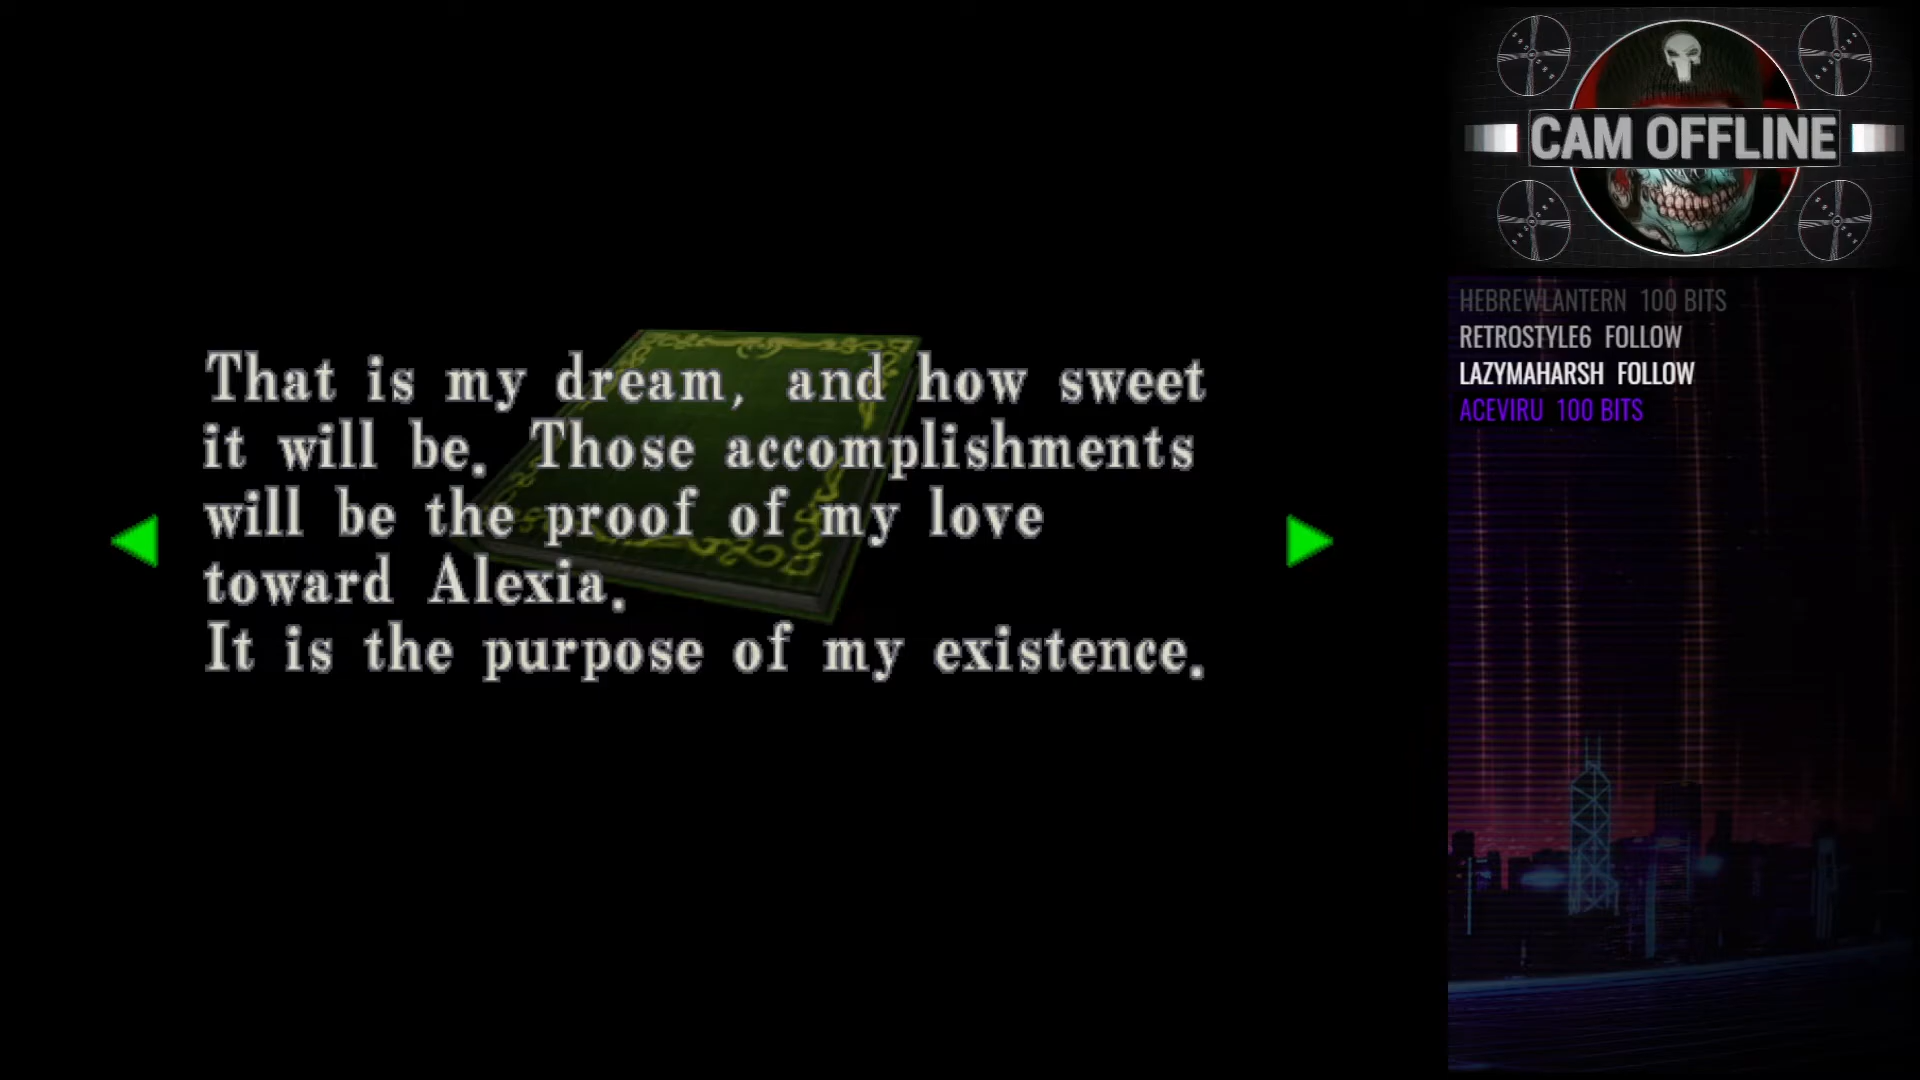 That is my dream, and how sweet
it will be. Those accomplishments
will be the proof of my love
toward Alexia.
It is the purpose of my existence.
CAM OFFLINE
HEBREWLANTERN 100 BITS
RETROSTYLE6 FOLLOW
LAZYMAHARSH FOLLOW
ACEVIRU 100 BITS